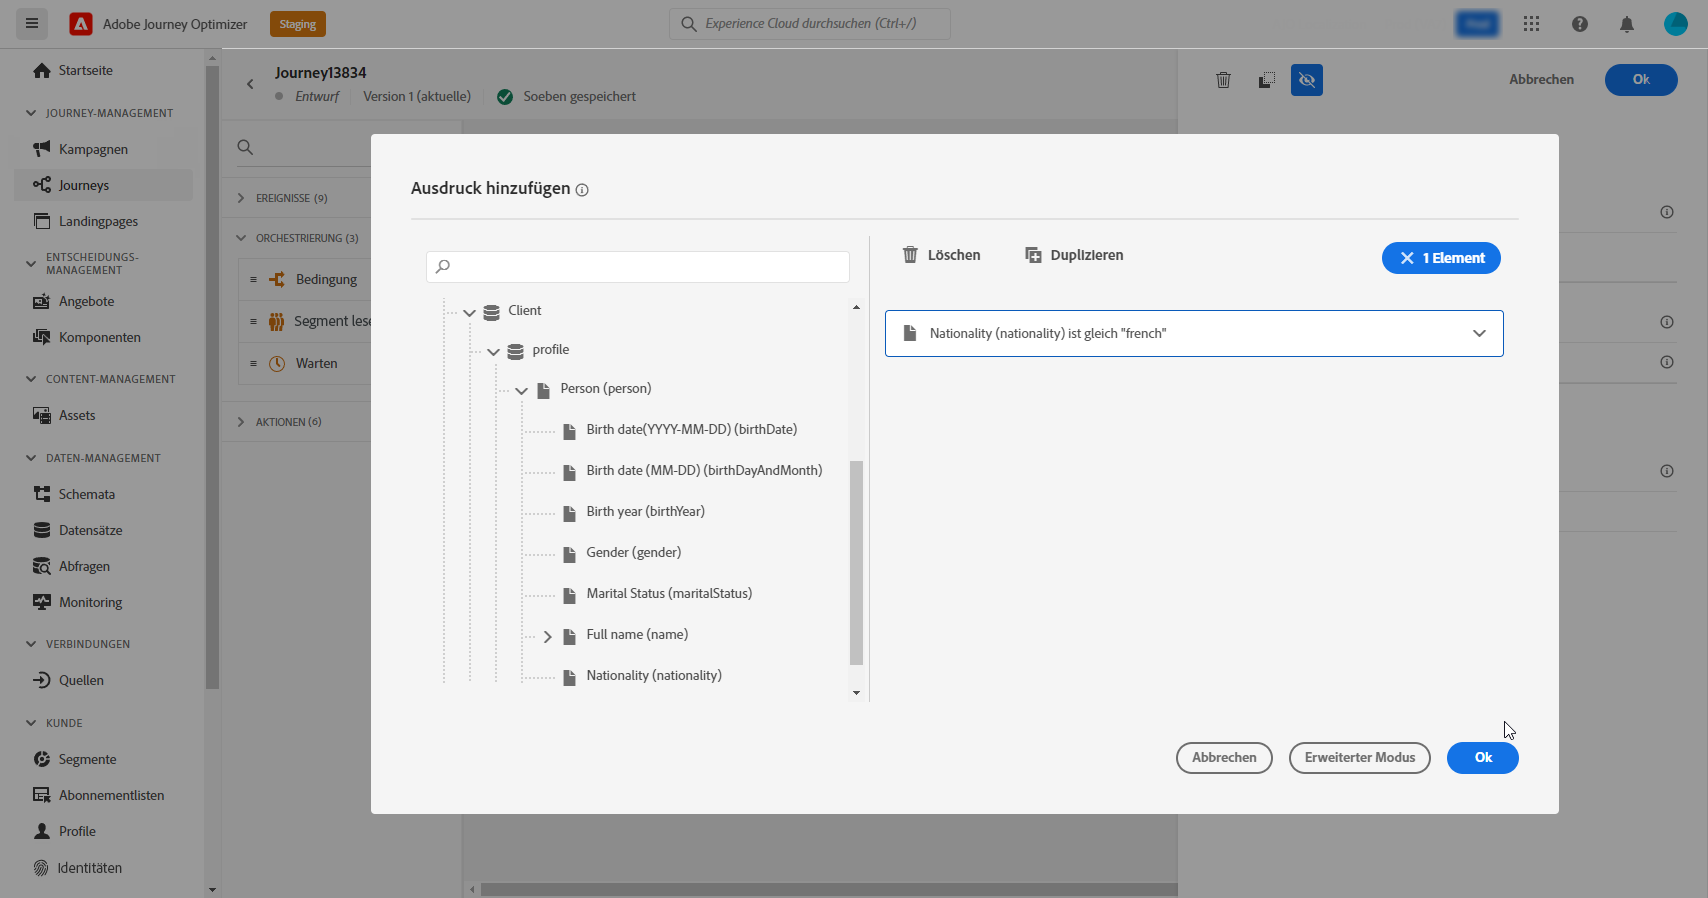 Adobe Journey Optimizer
Staging
Experience Cloud durchsuchen (Ctrl+/)
Startseite
JOURNEY-MANAGEMENT
Kampagnen
Journeys
Landingpages
ENTSCHEIDUNGS-
MANAGEMENT
Angebote
Komponenten
CONTENT-MANAGEMENT
Assets
DATEN-MANAGEMENT
Schemata
Datensätze
Abfragen
Monitoring
VERBINDUNGEN
Quellen
KUNDE
Segmente
Abonnementlisten
Profile
Identitäten
Journey13834
Entwurf
Version 1 (aktuelle)
Soeben gespeichert
Abbrechen
Ok
EREIGNISSE (9)
ORCHESTRIERUNG (3)
Bedingung
Segment lese
Warten
AKTIONEN (6)
Ausdruck hinzufügen
Client
profile
Person (person)
Birth date(YYYY-MM-DD) (birthDate)
Birth date (MM-DD) (birthDayAndMonth)
Birth year (birthYear)
Gender (gender)
Marital Status (maritalStatus)
Full name (name)
Nationality (nationality)
Löschen
Duplizieren
1 Element
Nationality (nationality) ist gleich "french"
Abbrechen
Erweiterter Modus
Ok